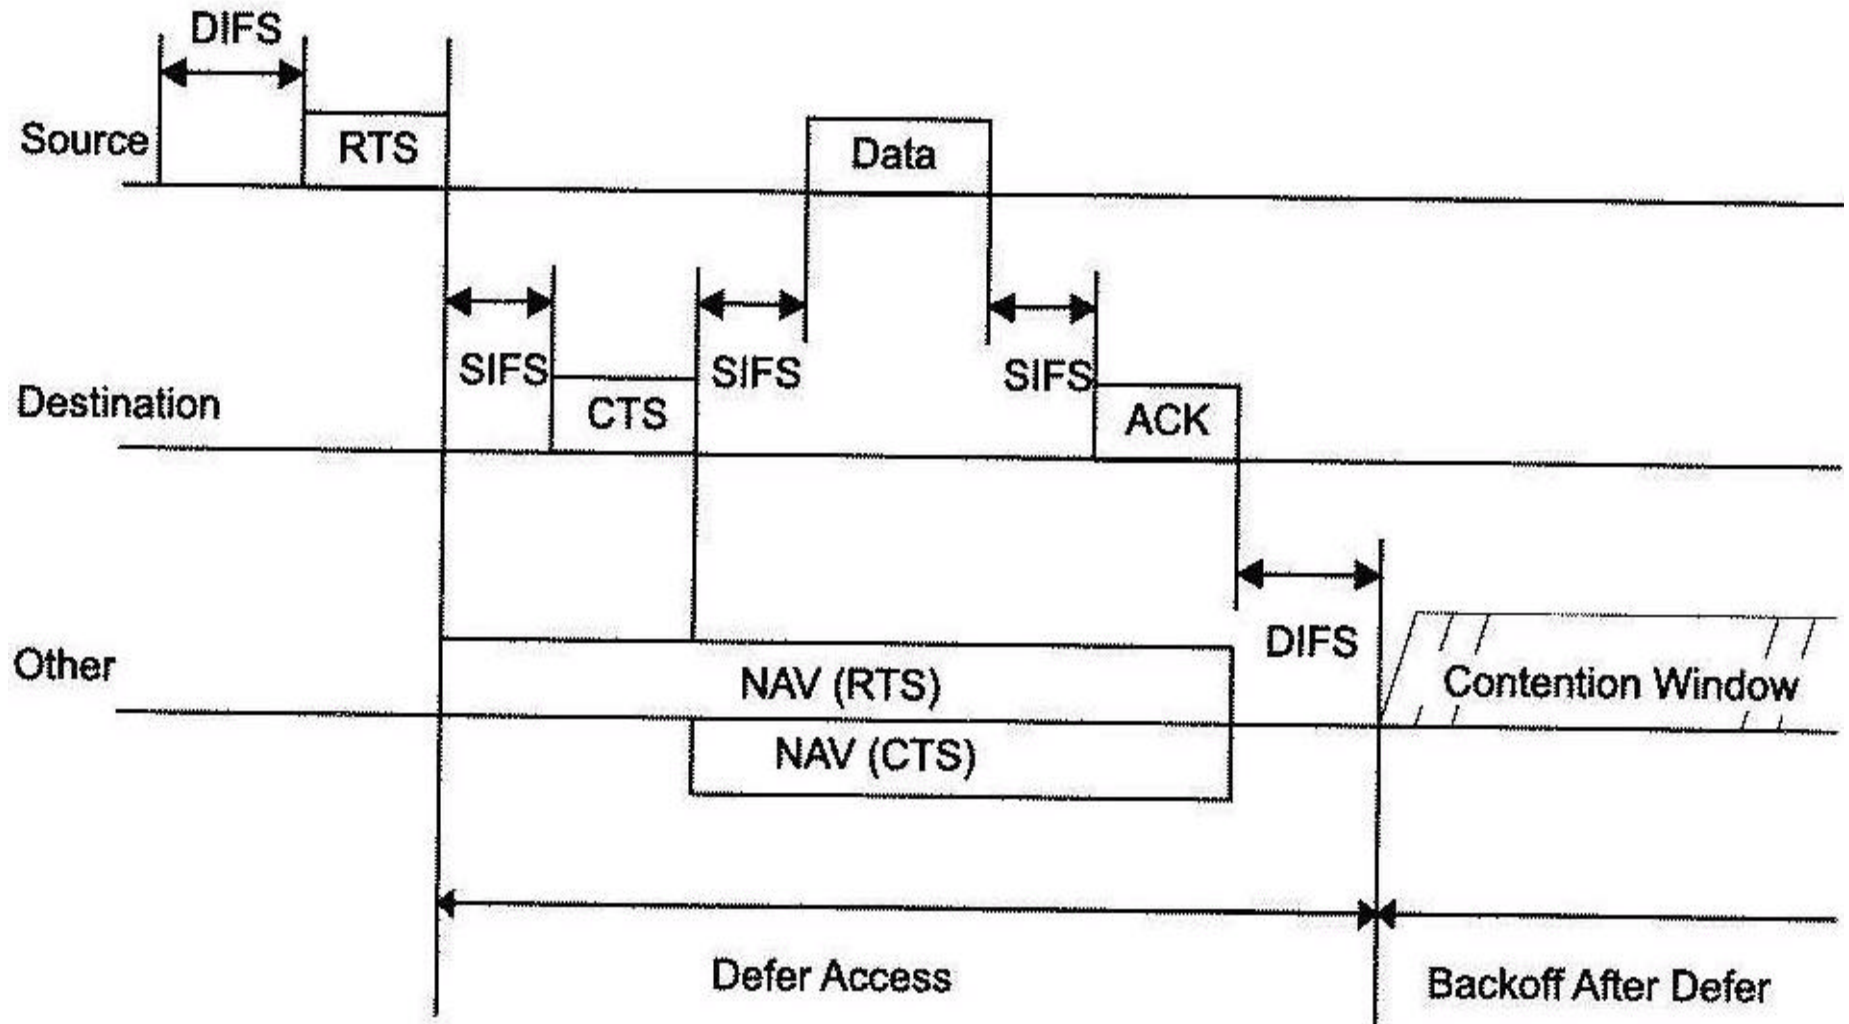 DIFS
Source
RTS
Data
SIFS
SIFS
SIFS
Destination
CTS
ACK
DIFS
Other
NAV (RTS)
Contention Window
NAV (CTS)
Defer Access
Backoff After Defer